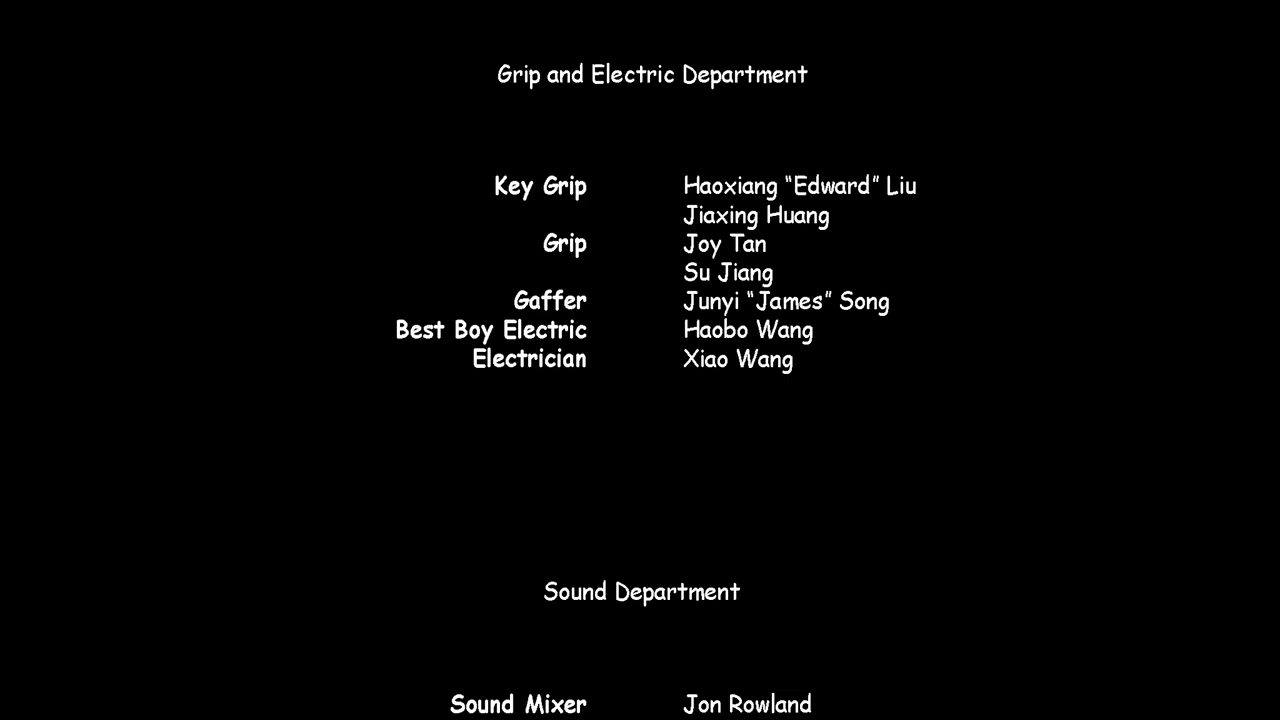 Grip and Electric Department
Key Grip Haoxiang “Edward” Liu
Jiaxing Huang
Grip Joy Tan
Su Jiang
Gaffer Junyi “James” Song
Best Boy Electric Haobo Wang
Electrician Xiao Wang
Sound Department
Sound Mixer Jon Rowland